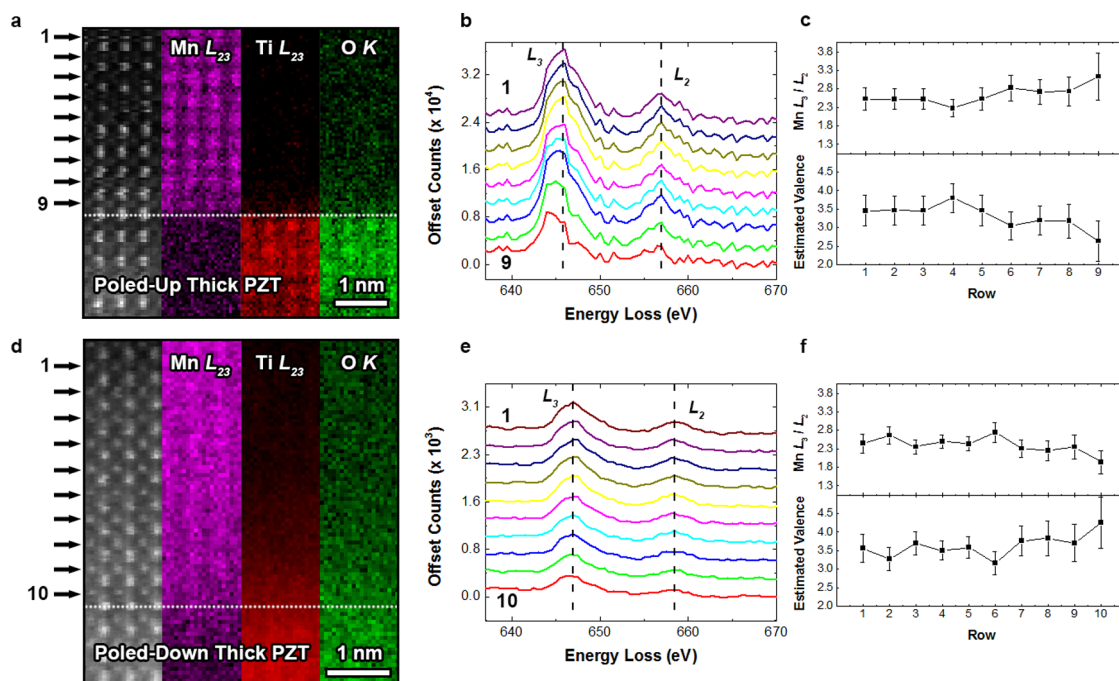 a
1
9
Mn L23
Ti L23
O K
Poled-Up Thick PZT
1 nm
b
Offset Counts (x 10⁴)
3.2
2.4
1.6
0.8
0.0
L3
L2
1
9
640
650
660
670
Energy Loss (eV)
c
Mn L3 / L2
3.8
3.3
2.8
2.3
1.8
1.3
Estimated Valence
4.5
4.0
3.5
3.0
2.5
2.0
1 2 3 4 5 6 7 8 9
Row
d
1
10
Mn L23
Ti L23
O K
Poled-Down Thick PZT
1 nm
e
Offset Counts (x 10³)
3.1
2.3
1.6
0.8
0.0
L3
L2
1
10
640
650
660
670
Energy Loss (eV)
f
Mn L3 / L2
3.8
3.3
2.8
2.3
1.8
1.3
Estimated Valence
4.5
4.0
3.5
3.0
2.5
2.0
1 2 3 4 5 6 7 8 9 10
Row